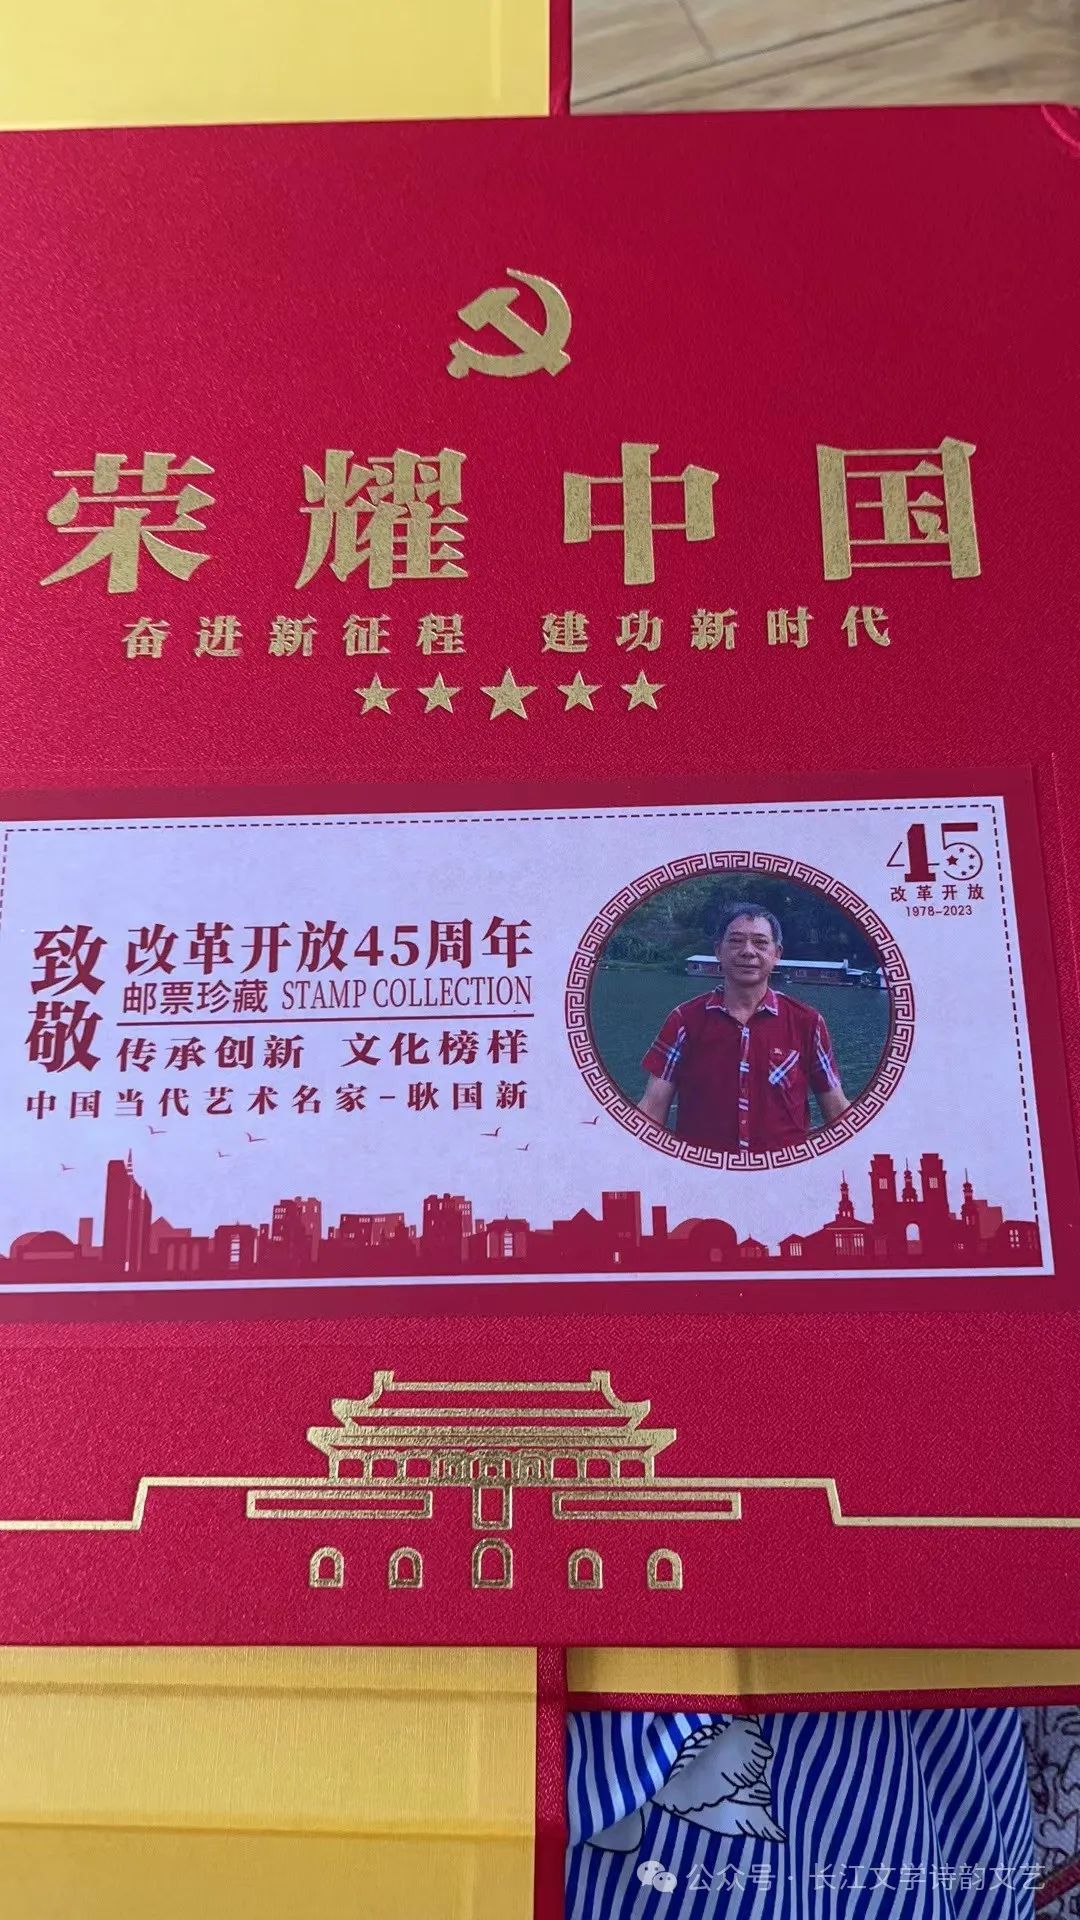 荣耀中国
奋进新征程 建功新时代
45
改革开放
1978-2023
致敬
改革开放45周年
邮票珍藏 STAMP COLLECTION
传承创新 文化榜样
中国当代艺术名家-耿国新
公众号·长江文学诗韵文艺